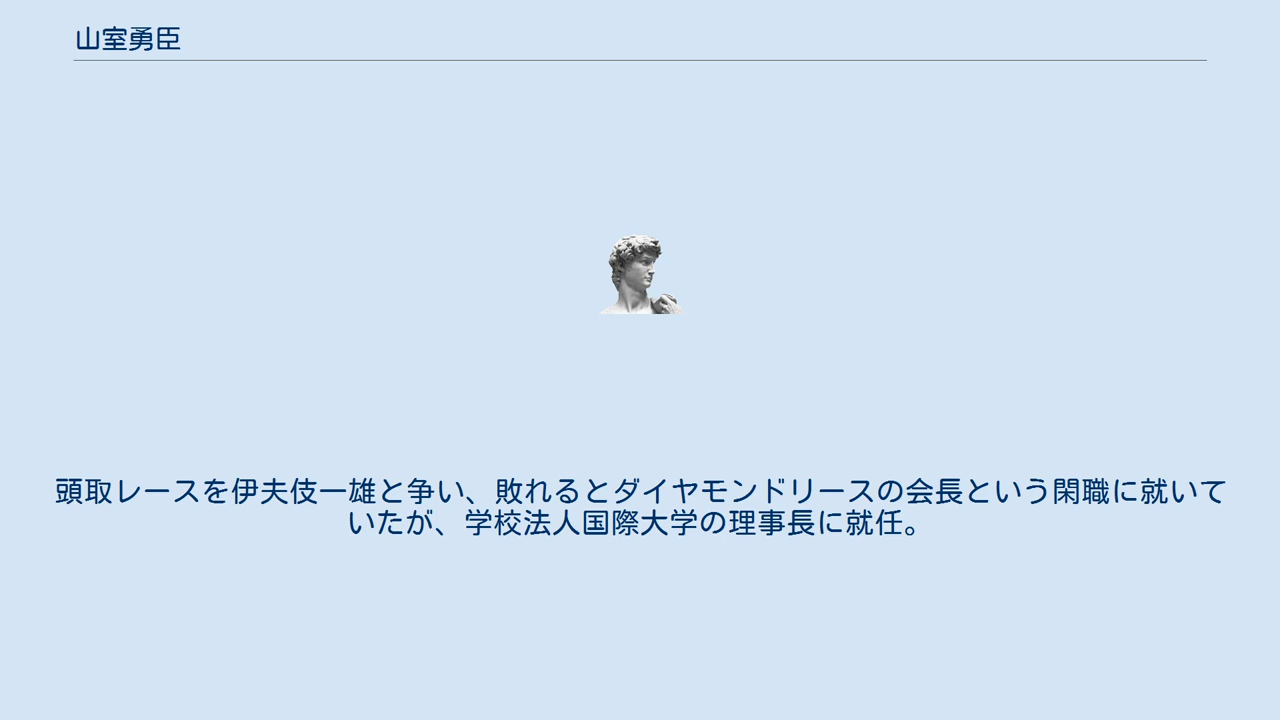 山室勇臣
頭取レースを伊夫伎一雄と争い、敗れるとダイヤモンドリースの会長という閑職に就いて
いたが、学校法人国際大学の理事長に就任。